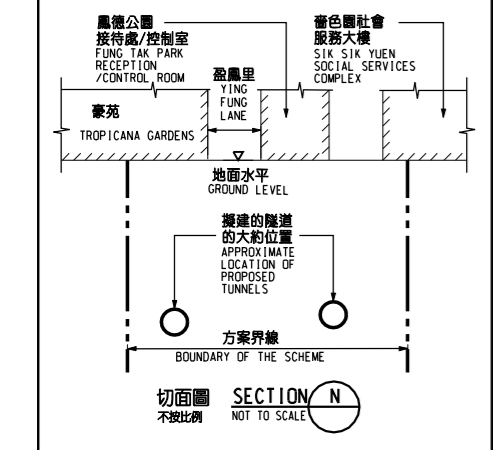 鳳德公園
接待處/控制室
FUNG TAK PARK
RECEPTION
/CONTROL ROOM
盈鳳里
YING
FUNG
LANE
嗇色園社會
服務大樓
SIK SIK YUEN
SOCIAL SERVICES
COMPLEX
豪苑
TROPICANA GARDENS
地面水平
GROUND LEVEL
擬建的隧道
的大約位置
APPROXIMATE
LOCATION OF
PROPOSED
TUNNELS
方案界線
BOUNDARY OF THE SCHEME
切面圖 SECTION N
不按比例 NOT TO SCALE